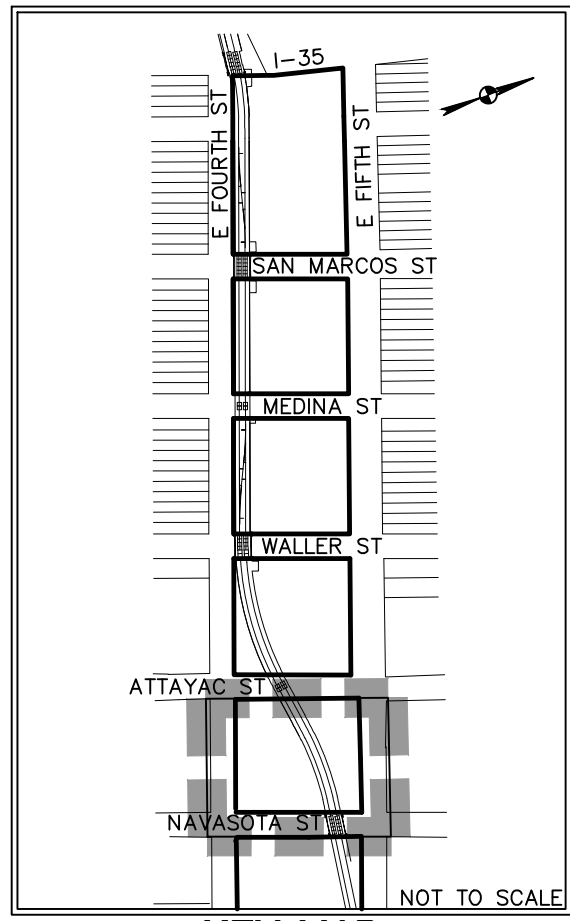 I-35
E FOURTH ST
E FIFTH ST
SAN MARCOS ST
MEDINA ST
WALLER ST
ATTAYAC ST
NAVASOTA ST
NOT TO SCALE